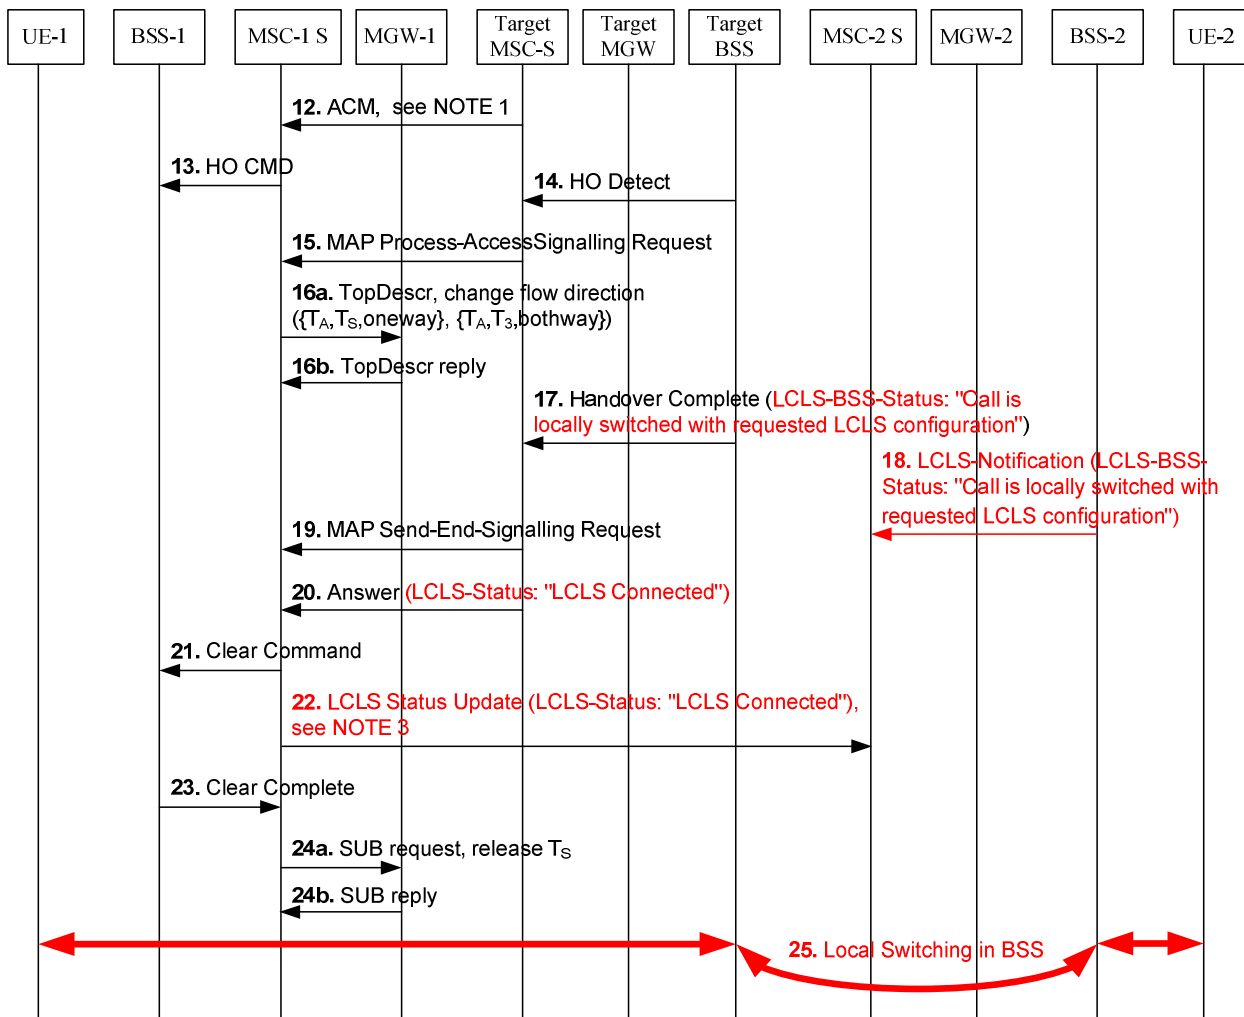 UE-1
BSS-1
MSC-1 S
MGW-1
Target
MSC-S
Target
MGW
Target
BSS
MSC-2 S
MGW-2
BSS-2
UE-2
12. ACM, see NOTE 1
13. HO CMD
14. HO Detect
15. MAP Process-AccessSignalling Request
16a. TopDescr, change flow direction
({TA,TS,oneway}, {TA,T3,bothway})
16b. TopDescr reply
17. Handover Complete (LCLS-BSS-Status: "Call is
locally switched with requested LCLS configuration")
18. LCLS-Notification (LCLS-BSS-
Status: "Call is locally switched with
requested LCLS configuration")
19. MAP Send-End-Signalling Request
20. Answer (LCLS-Status: "LCLS Connected")
21. Clear Command
22. LCLS Status Update (LCLS-Status: "LCLS Connected"),
see NOTE 3
23. Clear Complete
24a. SUB request, release TS
24b. SUB reply
25. Local Switching in BSS